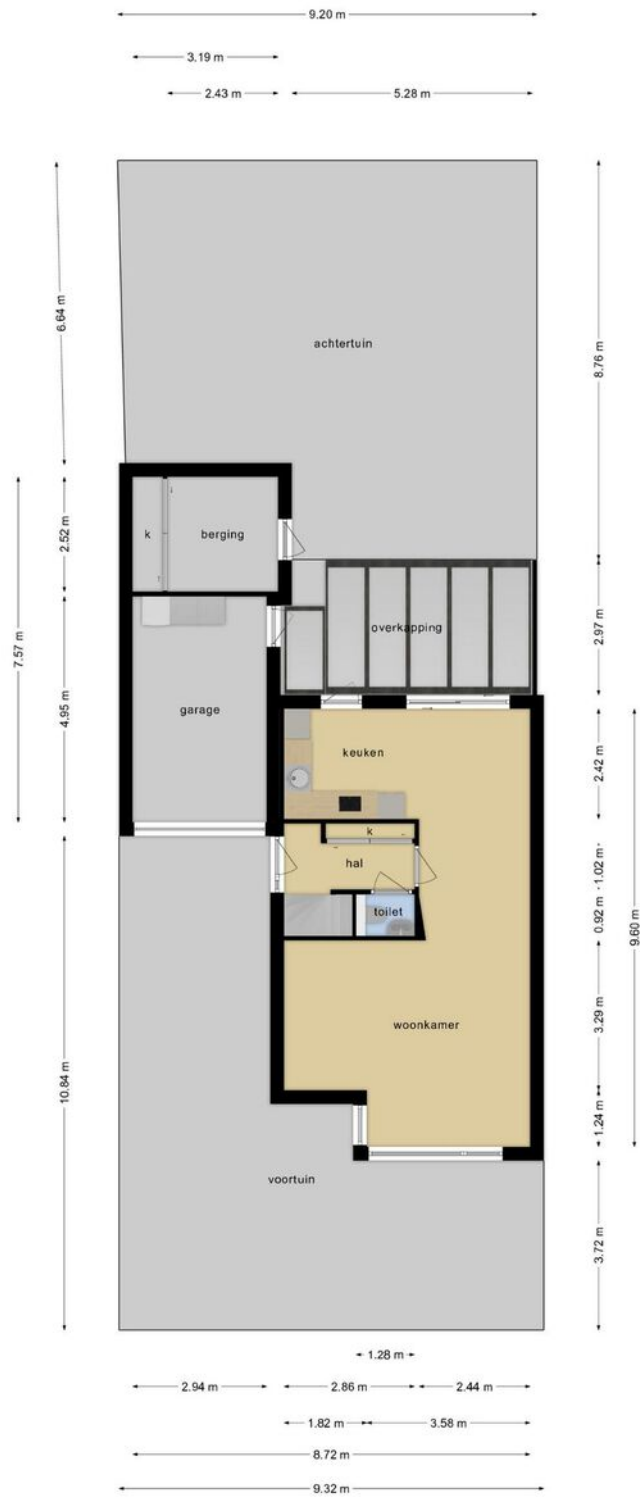 9.20 m
3.19 m
2.43 m
5.28 m
6.64 m
8.76 m
achtertuin
7.57 m
2.52 m
k
berging
2.97 m
overkapping
4.95 m
garage
keuken
2.42 m
k
hal
1.02 m
toilet
0.92 m
9.60 m
woonkamer
3.29 m
10.84 m
1.24 m
voortuin
3.72 m
1.28 m
2.94 m
2.86 m
2.44 m
1.82 m
3.58 m
8.72 m
9.32 m